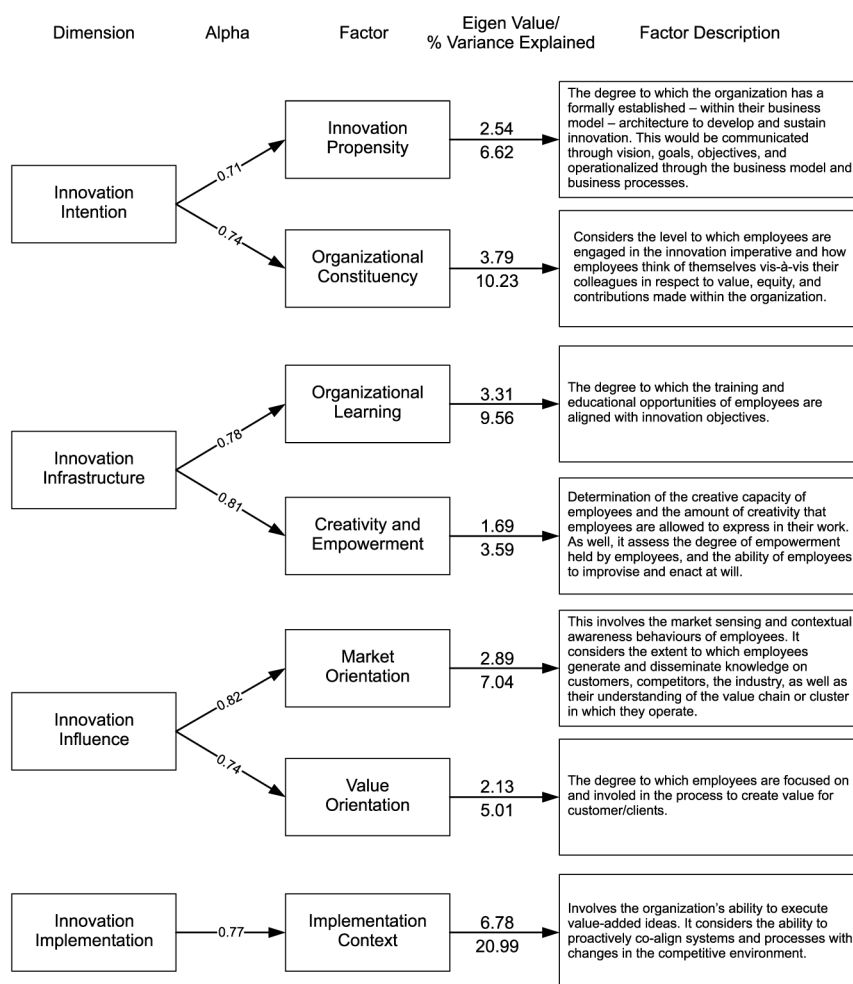 Dimension
Alpha
Factor
Eigen Value/
% Variance Explained
Factor Description
Innovation
Intention
0.71
Innovation
Propensity
2.54
6.62
The degree to which the organization has a
formally established – within their business
model – architecture to develop and sustain
innovation. This would be communicated
through vision, goals, objectives, and
operationalized through the business model and
business processes.
0.74
Organizational
Constituency
3.79
10.23
Considers the level to which employees are
engaged in the innovation imperative and how
employees think of themselves vis-à-vis their
colleagues in respect to value, equity, and
contributions made within the organization.
Innovation
Infrastructure
0.78
Organizational
Learning
3.31
9.56
The degree to which the training and
educational opportunities of employees are
aligned with innovation objectives.
0.81
Creativity and
Empowerment
1.69
3.59
Determination of the creative capacity of
employees and the amount of creativity that
employees are allowed to express in their work.
As well, it assess the degree of empowerment
held by employees, and the ability of employees
to improvise and enact at will.
Innovation
Influence
0.82
Market
Orientation
2.89
7.04
This involves the market sensing and contextual
awareness behaviours of employees. It
considers the extent to which employees
generate and disseminate knowledge on
customers, competitors, the industry, as well as
their understanding of the value chain or cluster
in which they operate.
0.74
Value
Orientation
2.13
5.01
The degree to which employees are focused on
and involed in the process to create value for
customer/clients.
Innovation
Implementation
0.77
Implementation
Context
6.78
20.99
Involves the organization's ability to execute
value-added ideas. It considers the ability to
proactively co-align systems and processes with
changes in the competitive environment.